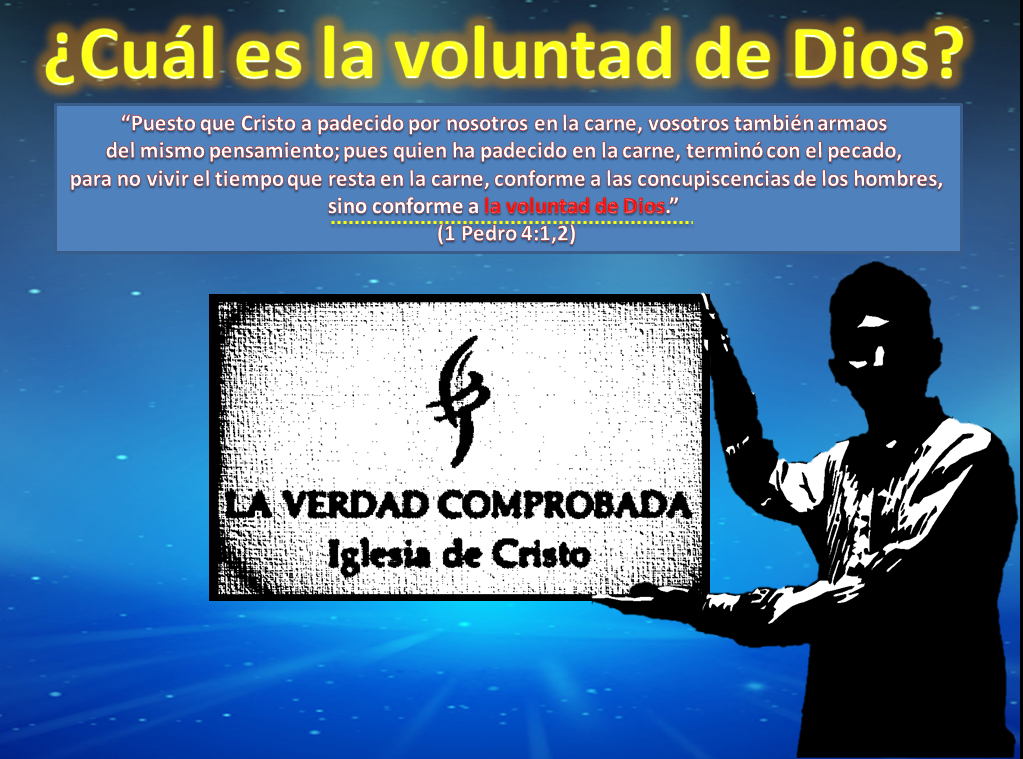 ¿Cuál es la voluntad de Dios?
“Puesto que Cristo a padecido por nosotros en la carne, vosotros también armaos
del mismo pensamiento; pues quien ha padecido en la carne, terminó con el pecado,
para no vivir el tiempo que resta en la carne, conforme a las concupiscencias de los hombres,
sino conforme a la voluntad de Dios.”
(1 Pedro 4:1,2)
LA VERDAD COMPROBADA
Iglesia de Cristo